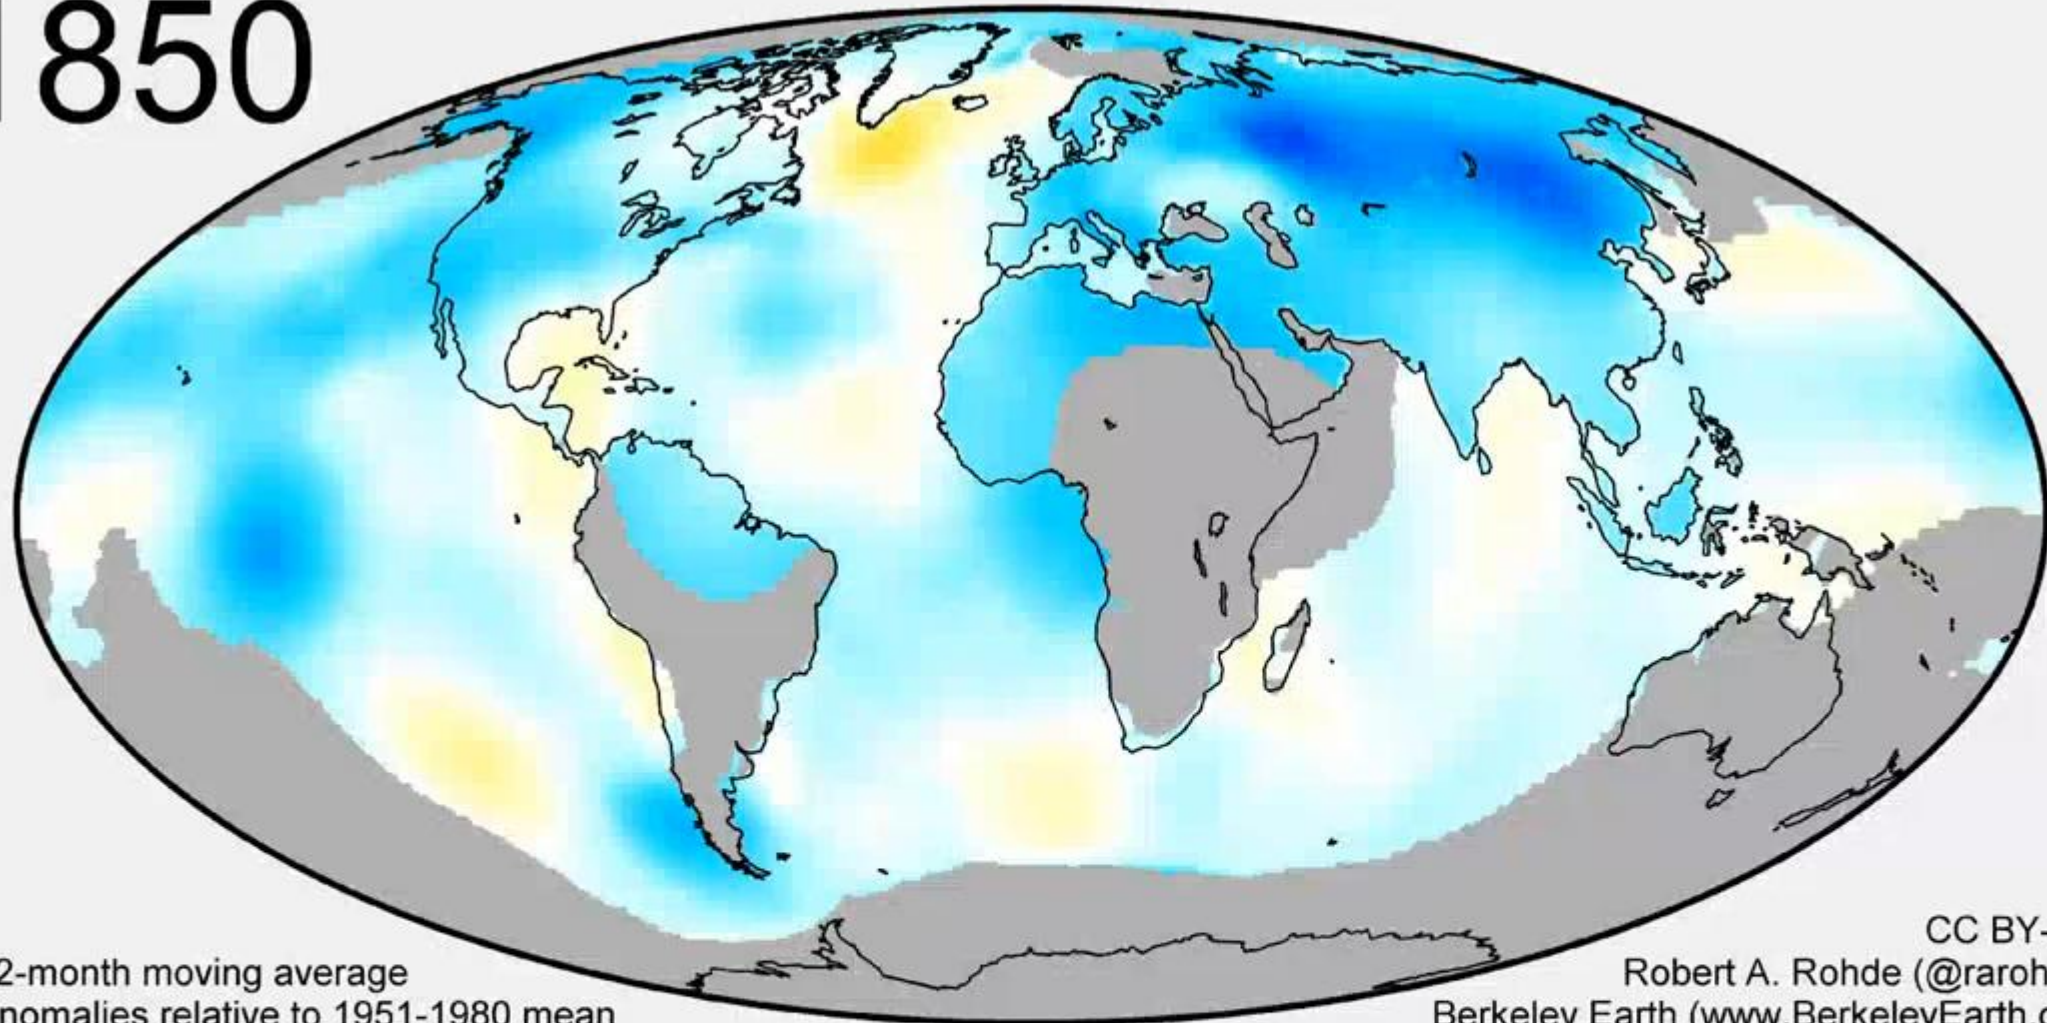 1850
2-month moving average
nomalies relative to 1951-1980 mean
CC BY-
Robert A. Rohde (@raroh
Berkeley Earth (www.BerkeleyEarth.o